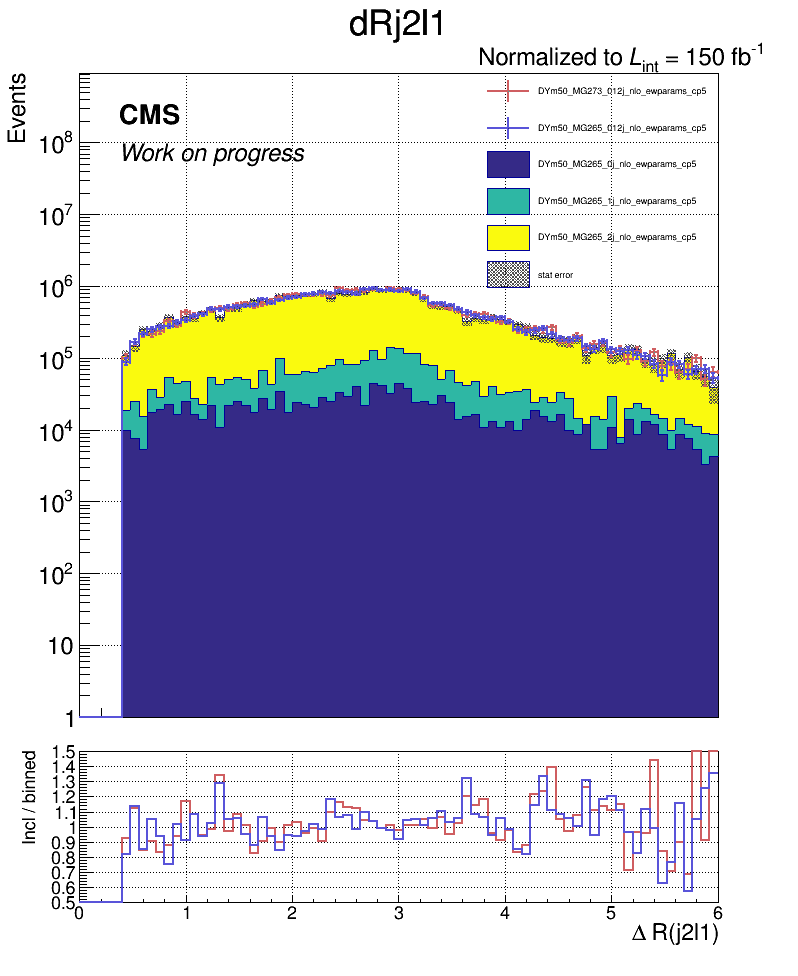 dRj2l1
Normalized to Lint = 150 fb-1
Events
CMS
Work on progress
DYm50_MG273_012j_nlo_ewparams_cp5
DYm50_MG265_012j_nlo_ewparams_cp5
DYm50_MG265_0j_nlo_ewparams_cp5
DYm50_MG265_1j_nlo_ewparams_cp5
DYm50_MG265_2j_nlo_ewparams_cp5
stat error
10^8
10^7
10^6
10^5
10^4
10^3
10^2
10
1
Incl / binned
1.5
1.4
1.3
1.2
1.1
1
0.9
0.8
0.7
0.6
0.5
0 1 2 3 4 5 6
Δ R(j2l1)